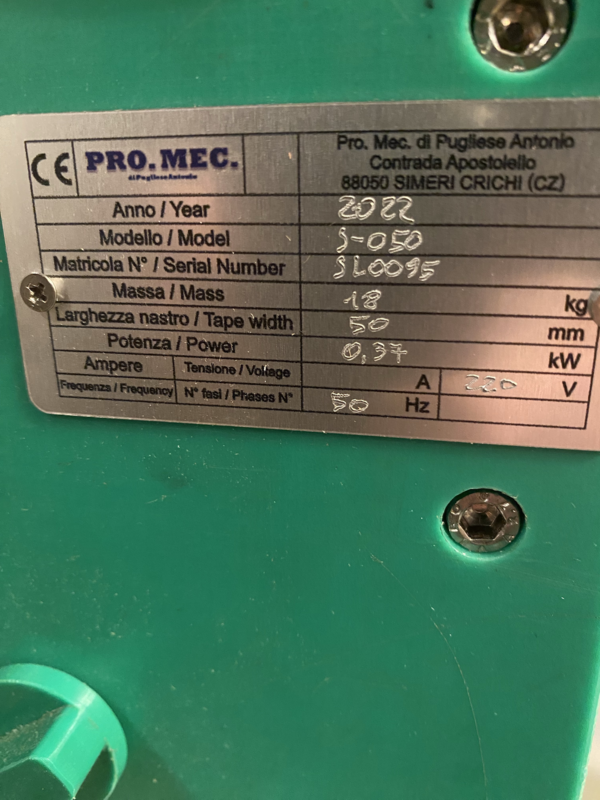 CE PRO.MEC.
di Pugliese Antonio
Pro. Mec. di Pugliese Antonio
Contrada Apostolello
88050 SIMERI CRICHI (CZ)
Anno / Year 2022
Modello / Model S-050
Matricola N° / Serial Number SL0095
Massa / Mass 18 kg
Larghezza nastro / Tape width 50 mm
Potenza / Power 0,37 kW
Ampere Tensione / Voltage A 220 V
Frequenza / Frequency N° fasi / Phases N° 50 Hz